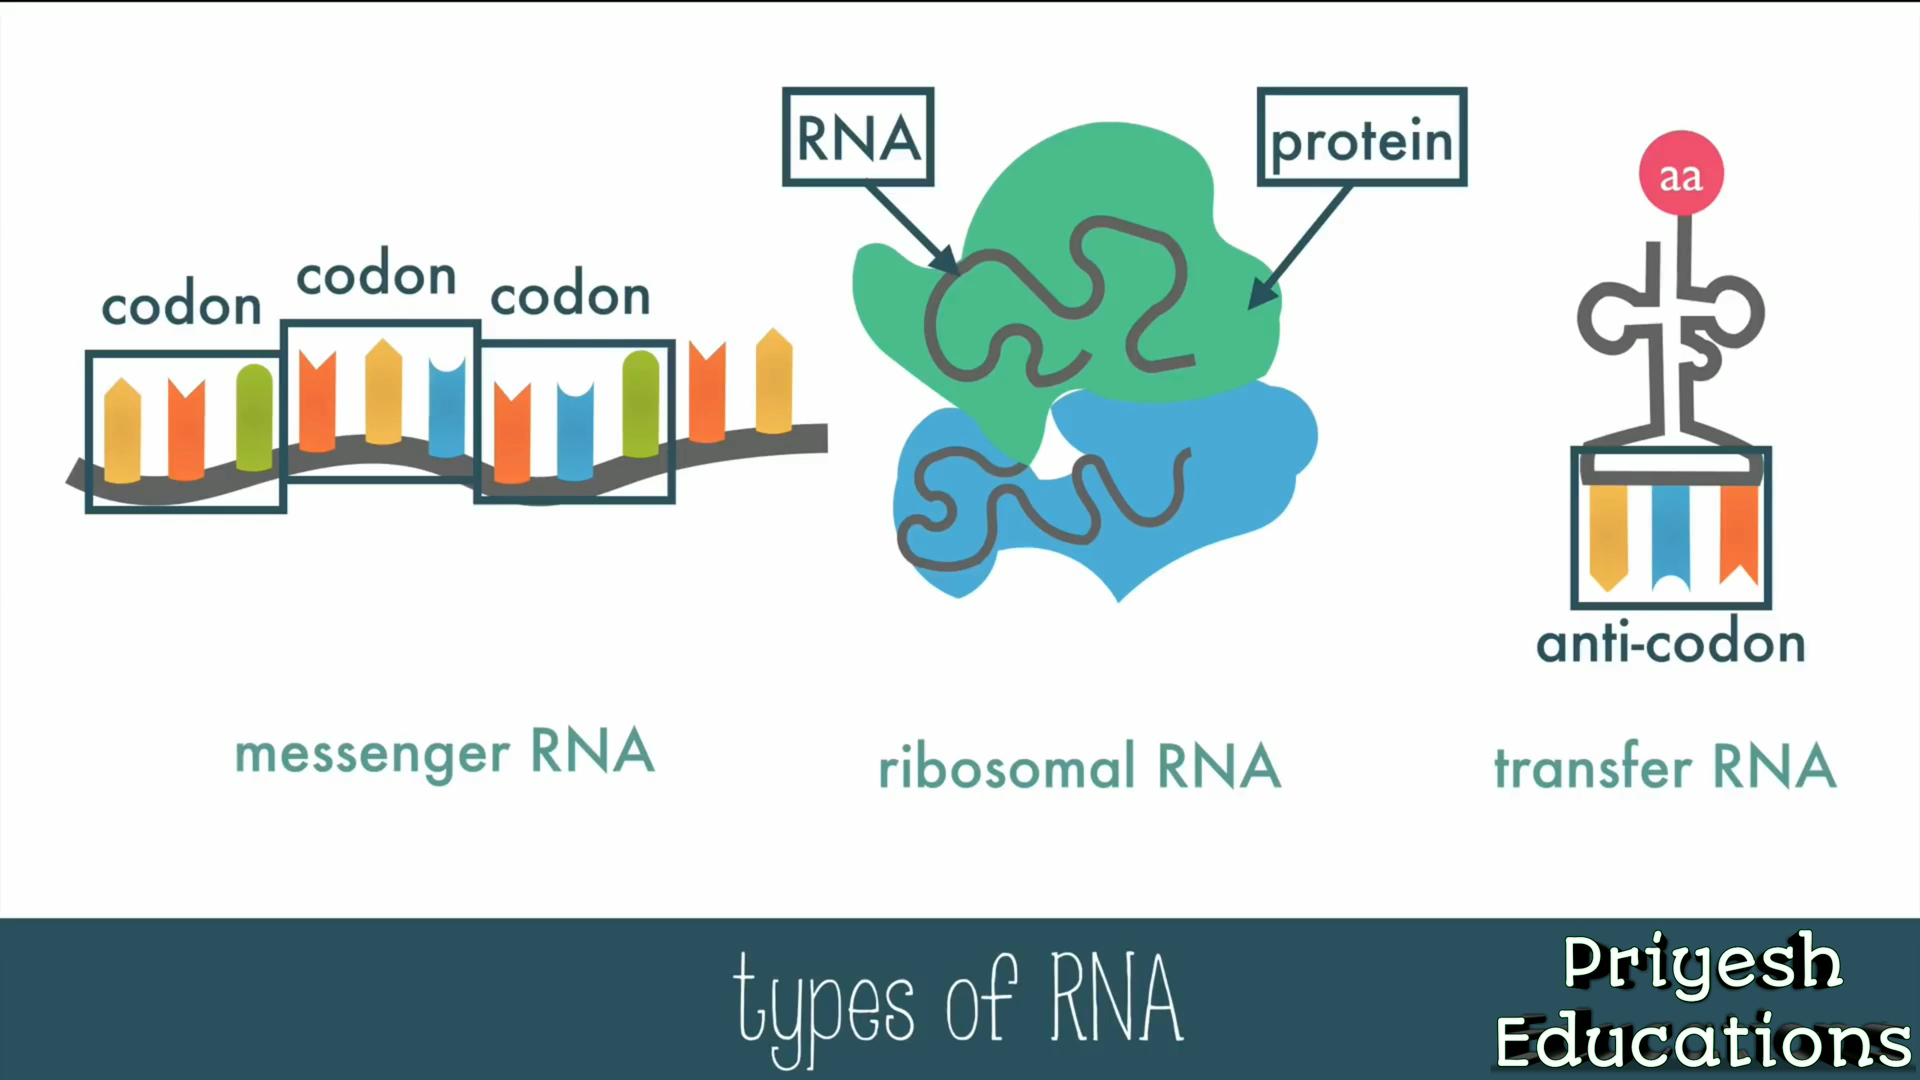 RNA
protein
aa
codon
codon
codon
anti-codon
messenger RNA
ribosomal RNA
transfer RNA
types of RNA
Priyesh
Educations